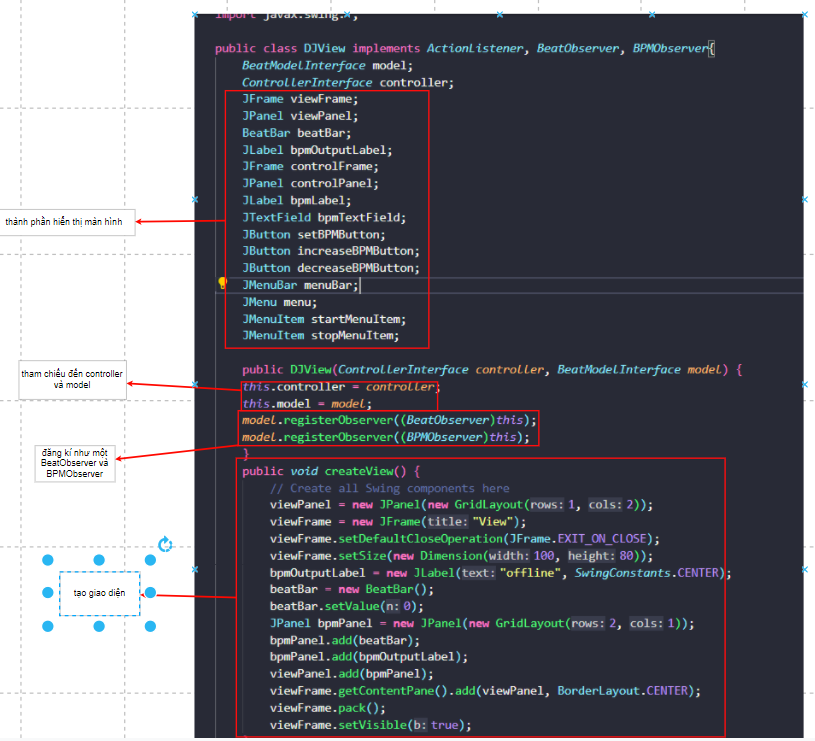 import javax.swing.*;
public class DJView implements ActionListener, BeatObserver, BPMObserver{
BeatModelInterface model;
ControllerInterface controller;
JFrame viewFrame;
JPanel viewPanel;
BeatBar beatBar;
JLabel bpmOutputLabel;
JFrame controlFrame;
JPanel controlPanel;
JLabel bpmLabel;
thành phần hiển thị màn hình
JTextField bpmTextField;
JButton setBPMButton;
JButton increaseBPMButton;
JButton decreaseBPMButton;
JMenuBar menuBar;
JMenu menu;
JMenuItem startMenuItem;
JMenuItem stopMenuItem;
public DJView(ControllerInterface controller, BeatModelInterface model) {
tham chiếu đến controller
và model
this.controller = controller;
this.model = model;
model.registerObserver((BeatObserver)this);
model.registerObserver((BPMObserver)this);
}
đăng kí như một
BeatObserver và
BPMObserver
public void createView() {
// Create all Swing components here
viewPanel = new JPanel(new GridLayout(rows: 1, cols: 2));
viewFrame = new JFrame(title: "View");
viewFrame.setDefaultCloseOperation(JFrame.EXIT_ON_CLOSE);
viewFrame.setSize(new Dimension(width: 100, height: 80));
bpmOutputLabel = new JLabel(text: "offline", SwingConstants.CENTER);
tạo giao diện
beatBar = new BeatBar();
beatBar.setValue(n: 0);
JPanel bpmPanel = new JPanel(new GridLayout(rows: 2, cols: 1));
bpmPanel.add(beatBar);
bpmPanel.add(bpmOutputLabel);
viewPanel.add(bpmPanel);
viewFrame.getContentPane().add(viewPanel, BorderLayout.CENTER);
viewFrame.pack();
viewFrame.setVisible(b: true);